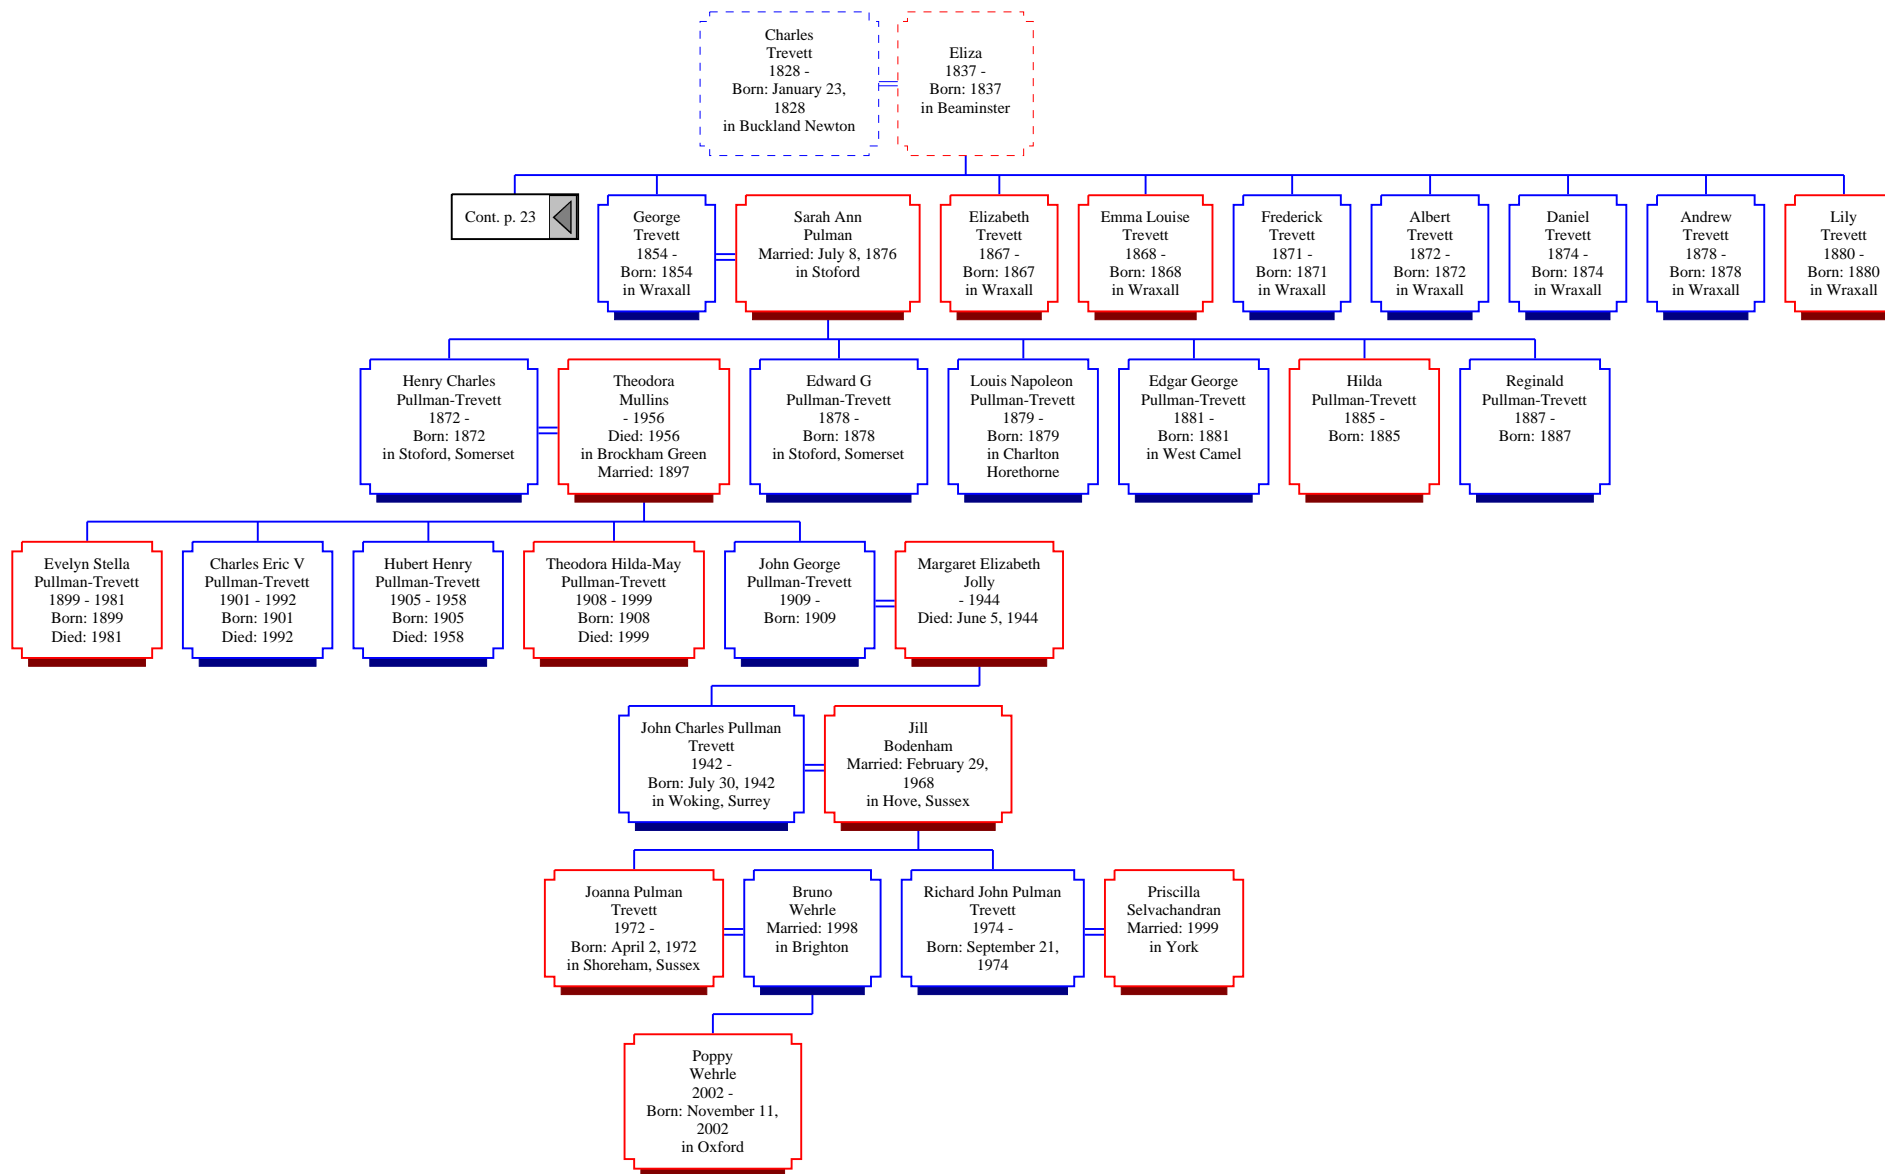 Charles
Trevett
1828 -
Born: January 23,
1828
in Buckland Newton
Eliza
1837 -
Born: 1837
in Beaminster
Cont. p. 23
George
Trevett
1854 -
Born: 1854
in Wraxall
Sarah Ann
Pulman
Married: July 8, 1876
in Stoford
Elizabeth
Trevett
1867 -
Born: 1867
in Wraxall
Emma Louise
Trevett
1868 -
Born: 1868
in Wraxall
Frederick
Trevett
1871 -
Born: 1871
in Wraxall
Albert
Trevett
1872 -
Born: 1872
in Wraxall
Daniel
Trevett
1874 -
Born: 1874
in Wraxall
Andrew
Trevett
1878 -
Born: 1878
in Wraxall
Lily
Trevett
1880 -
Born: 1880
in Wraxall
Henry Charles
Pullman-Trevett
1872 -
Born: 1872
in Stoford, Somerset
Theodora
Mullins
- 1956
Died: 1956
in Brockham Green
Married: 1897
Edward G
Pullman-Trevett
1878 -
Born: 1878
in Stoford, Somerset
Louis Napoleon
Pullman-Trevett
1879 -
Born: 1879
in Charlton
Horethorne
Edgar George
Pullman-Trevett
1881 -
Born: 1881
in West Camel
Hilda
Pullman-Trevett
1885 -
Born: 1885
Reginald
Pullman-Trevett
1887 -
Born: 1887
Evelyn Stella
Pullman-Trevett
1899 - 1981
Born: 1899
Died: 1981
Charles Eric V
Pullman-Trevett
1901 - 1992
Born: 1901
Died: 1992
Hubert Henry
Pullman-Trevett
1905 - 1958
Born: 1905
Died: 1958
Theodora Hilda-May
Pullman-Trevett
1908 - 1999
Born: 1908
Died: 1999
John George
Pullman-Trevett
1909 -
Born: 1909
Margaret Elizabeth
Jolly
- 1944
Died: June 5, 1944
John Charles Pullman
Trevett
1942 -
Born: July 30, 1942
in Woking, Surrey
Jill
Bodenham
Married: February 29,
1968
in Hove, Sussex
Joanna Pulman
Trevett
1972 -
Born: April 2, 1972
in Shoreham, Sussex
Bruno
Wehrle
Married: 1998
in Brighton
Richard John Pulman
Trevett
1974 -
Born: September 21,
1974
Priscilla
Selvachandran
Married: 1999
in York
Poppy
Wehrle
2002 -
Born: November 11,
2002
in Oxford